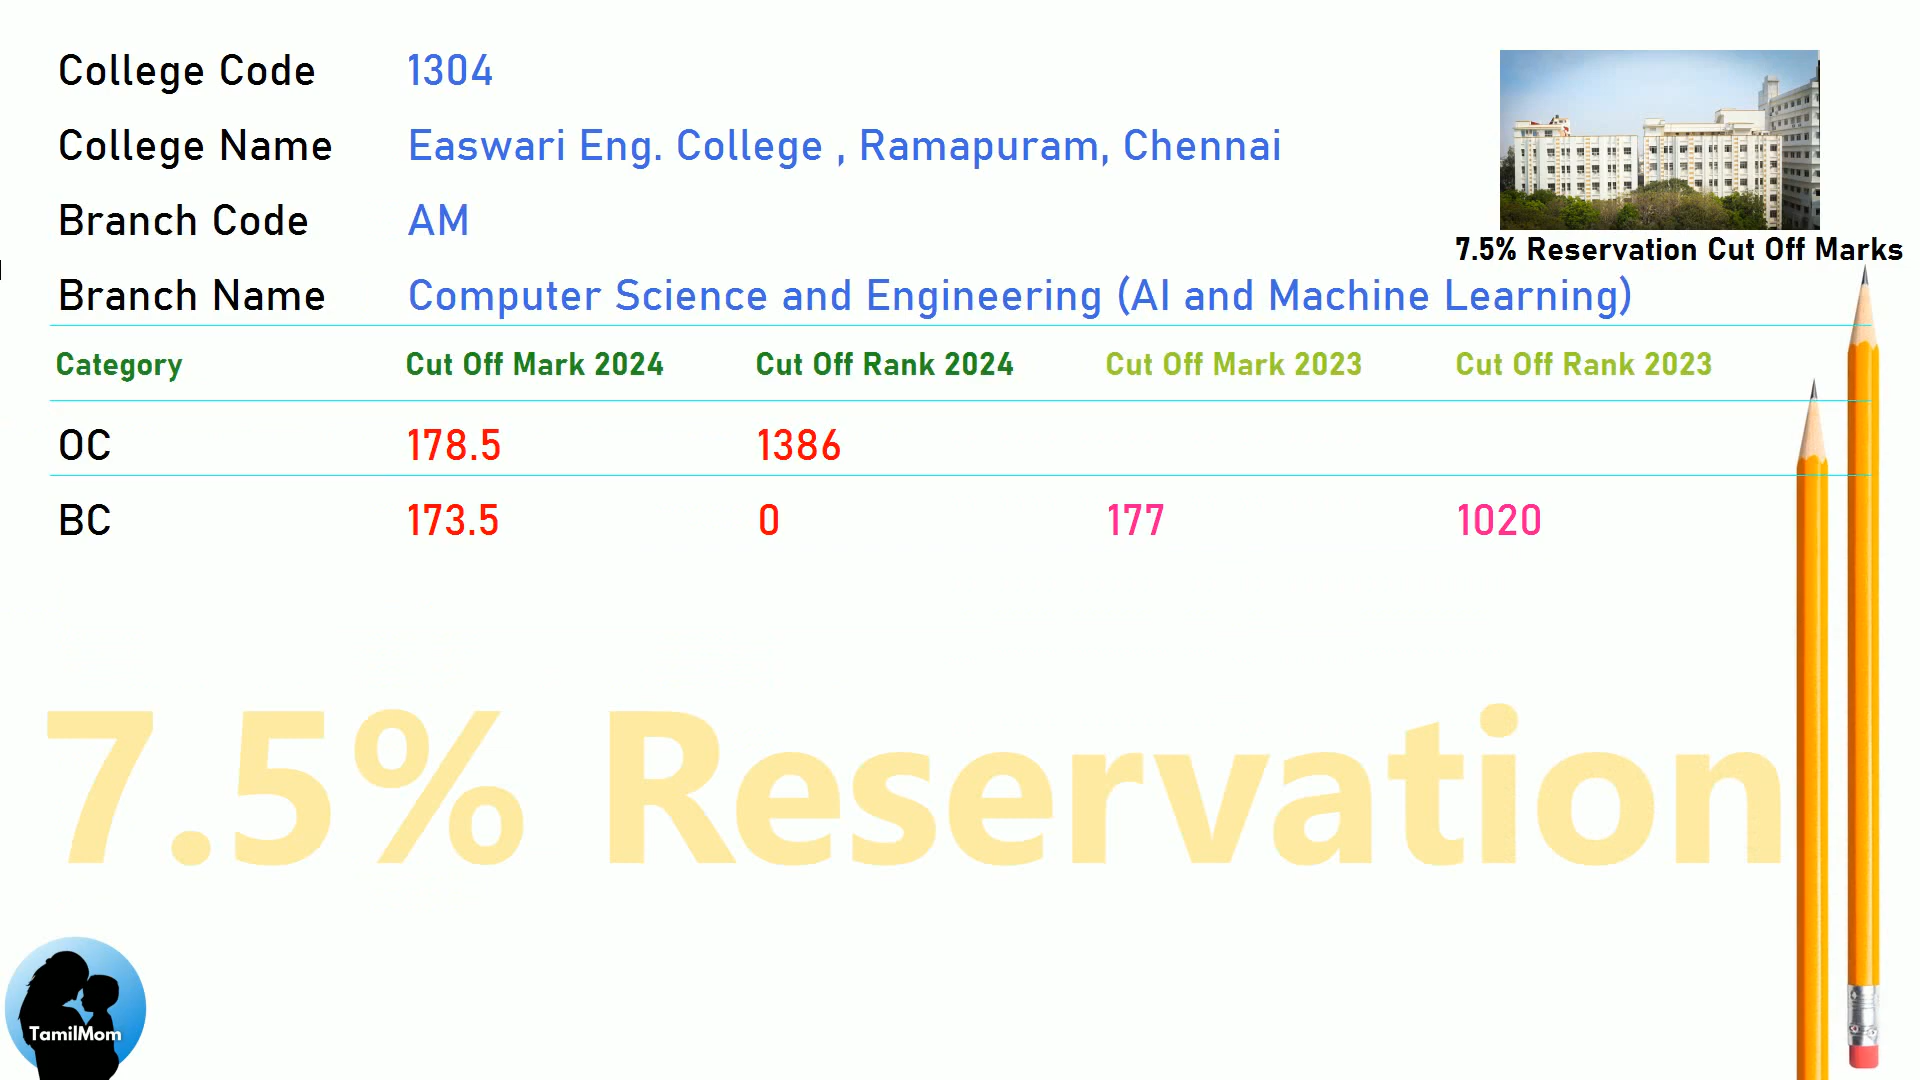 College Code 1304
College Name Easwari Eng. College , Ramapuram, Chennai
Branch Code AM
7.5% Reservation Cut Off Marks
Branch Name Computer Science and Engineering (AI and Machine Learning)
Category Cut Off Mark 2024 Cut Off Rank 2024 Cut Off Mark 2023 Cut Off Rank 2023
OC 178.5 1386
BC 173.5 0 177 1020
7.5% Reservation
TamilMom